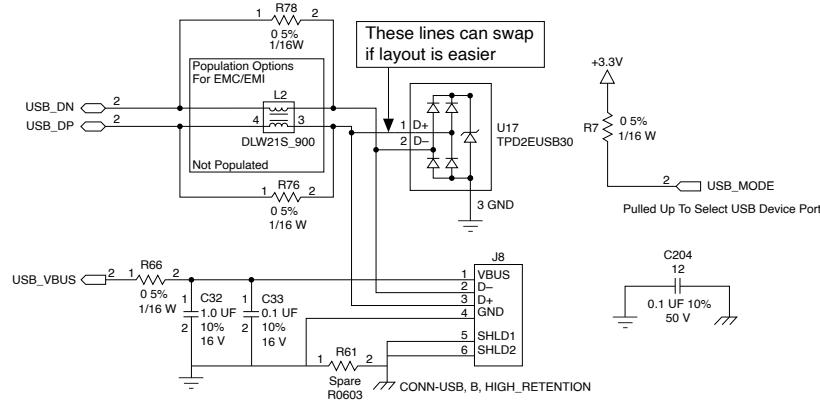 R78
1 2
0 5%
1/16W
These lines can swap
if layout is easier
Population Options
For EMC/EMI
+3.3V
USB_DN 2
L2
USB_DP 2
4 3
DLW21S_900
1 D+
2 D–
U17
TPD2EUSB30
R7
0 5%
1/16 W
Not Populated
1 R76 2
0 5%
1/16 W
3 GND
2 USB_MODE
Pulled Up To Select USB Device Port
USB_VBUS 2
R66
1 2
0 5%
1/16 W
1
C32
1.0 UF
10%
16 V
2
1
C33
0.1 UF
10%
16 V
2
J8
1 VBUS
2 D–
3 D+
4 GND
5 SHLD1
6 SHLD2
C204
12
0.1 UF 10%
50 V
R61
1 2
Spare
R0603
CONN-USB, B, HIGH_RETENTION